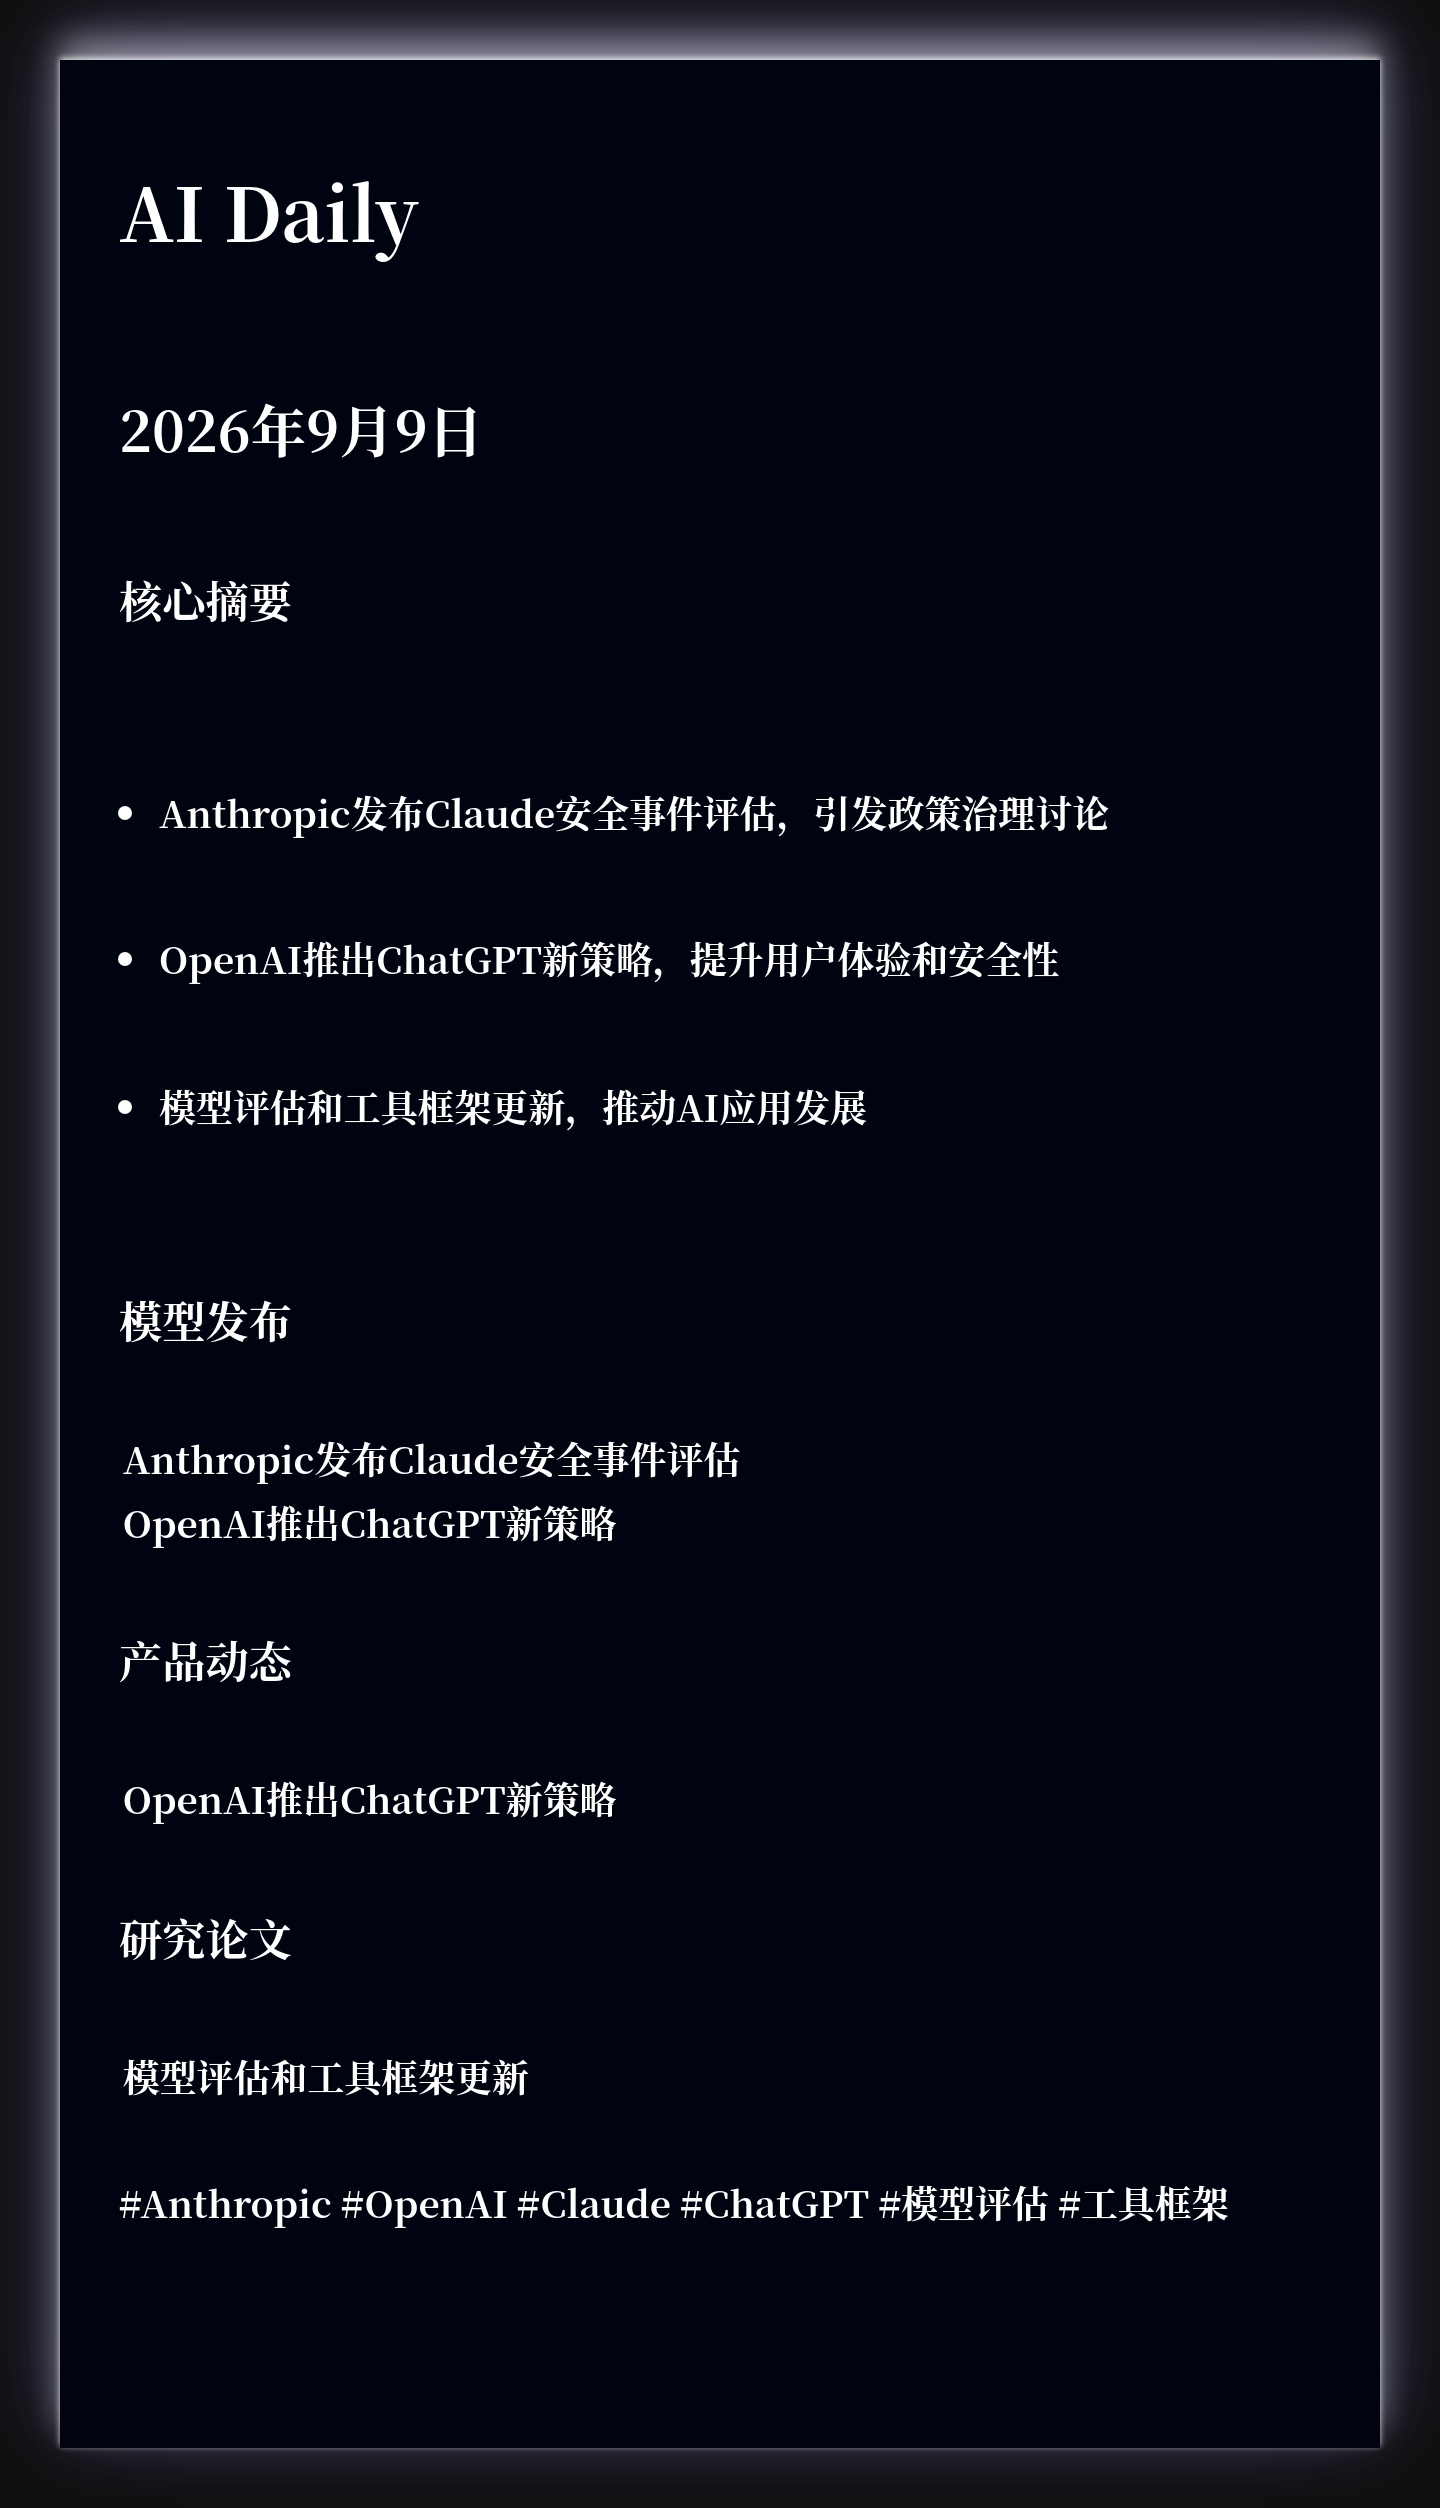 AI Daily
2026年9月9日
核心摘要
• Anthropic发布Claude安全事件评估，引发政策治理讨论
• OpenAI推出ChatGPT新策略，提升用户体验和安全性
• 模型评估和工具框架更新，推动AI应用发展
模型发布
Anthropic发布Claude安全事件评估
OpenAI推出ChatGPT新策略
产品动态
OpenAI推出ChatGPT新策略
研究论文
模型评估和工具框架更新
#Anthropic #OpenAI #Claude #ChatGPT #模型评估 #工具框架